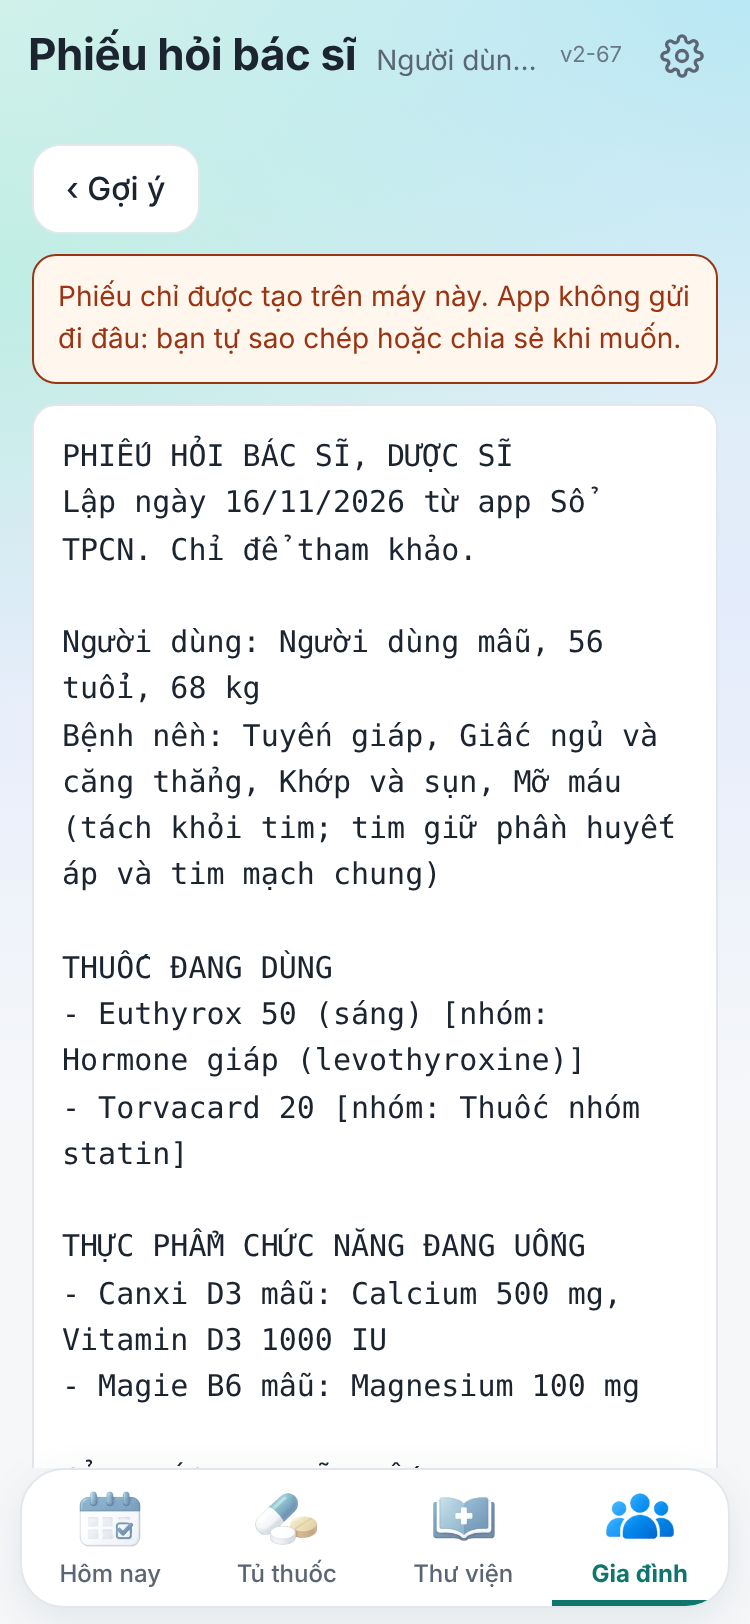 Phiếu hỏi bác sĩ Người dùn... v2-67
‹ Gợi ý
Phiếu chỉ được tạo trên máy này. App không gửi
đi đâu: bạn tự sao chép hoặc chia sẻ khi muốn.
PHIẾU HỎI BÁC SĨ, DƯỢC SĨ
Lập ngày 16/11/2026 từ app Sổ
TPCN. Chỉ để tham khảo.
Người dùng: Người dùng mẫu, 56
tuổi, 68 kg
Bệnh nền: Tuyến giáp, Giấc ngủ và
căng thẳng, Khớp và sụn, Mỡ máu
(tách khỏi tim; tim giữ phần huyết
áp và tim mạch chung)
THUỐC ĐANG DÙNG
- Euthyrox 50 (sáng) [nhóm:
Hormone giáp (levothyroxine)]
- Torvacard 20 [nhóm: Thuốc nhóm
statin]
THỰC PHẨM CHỨC NĂNG ĐANG UỐNG
- Canxi D3 mẫu: Calcium 500 mg,
Vitamin D3 1000 IU
- Magie B6 mẫu: Magnesium 100 mg
Hôm nay Tủ thuốc Thư viện Gia đình